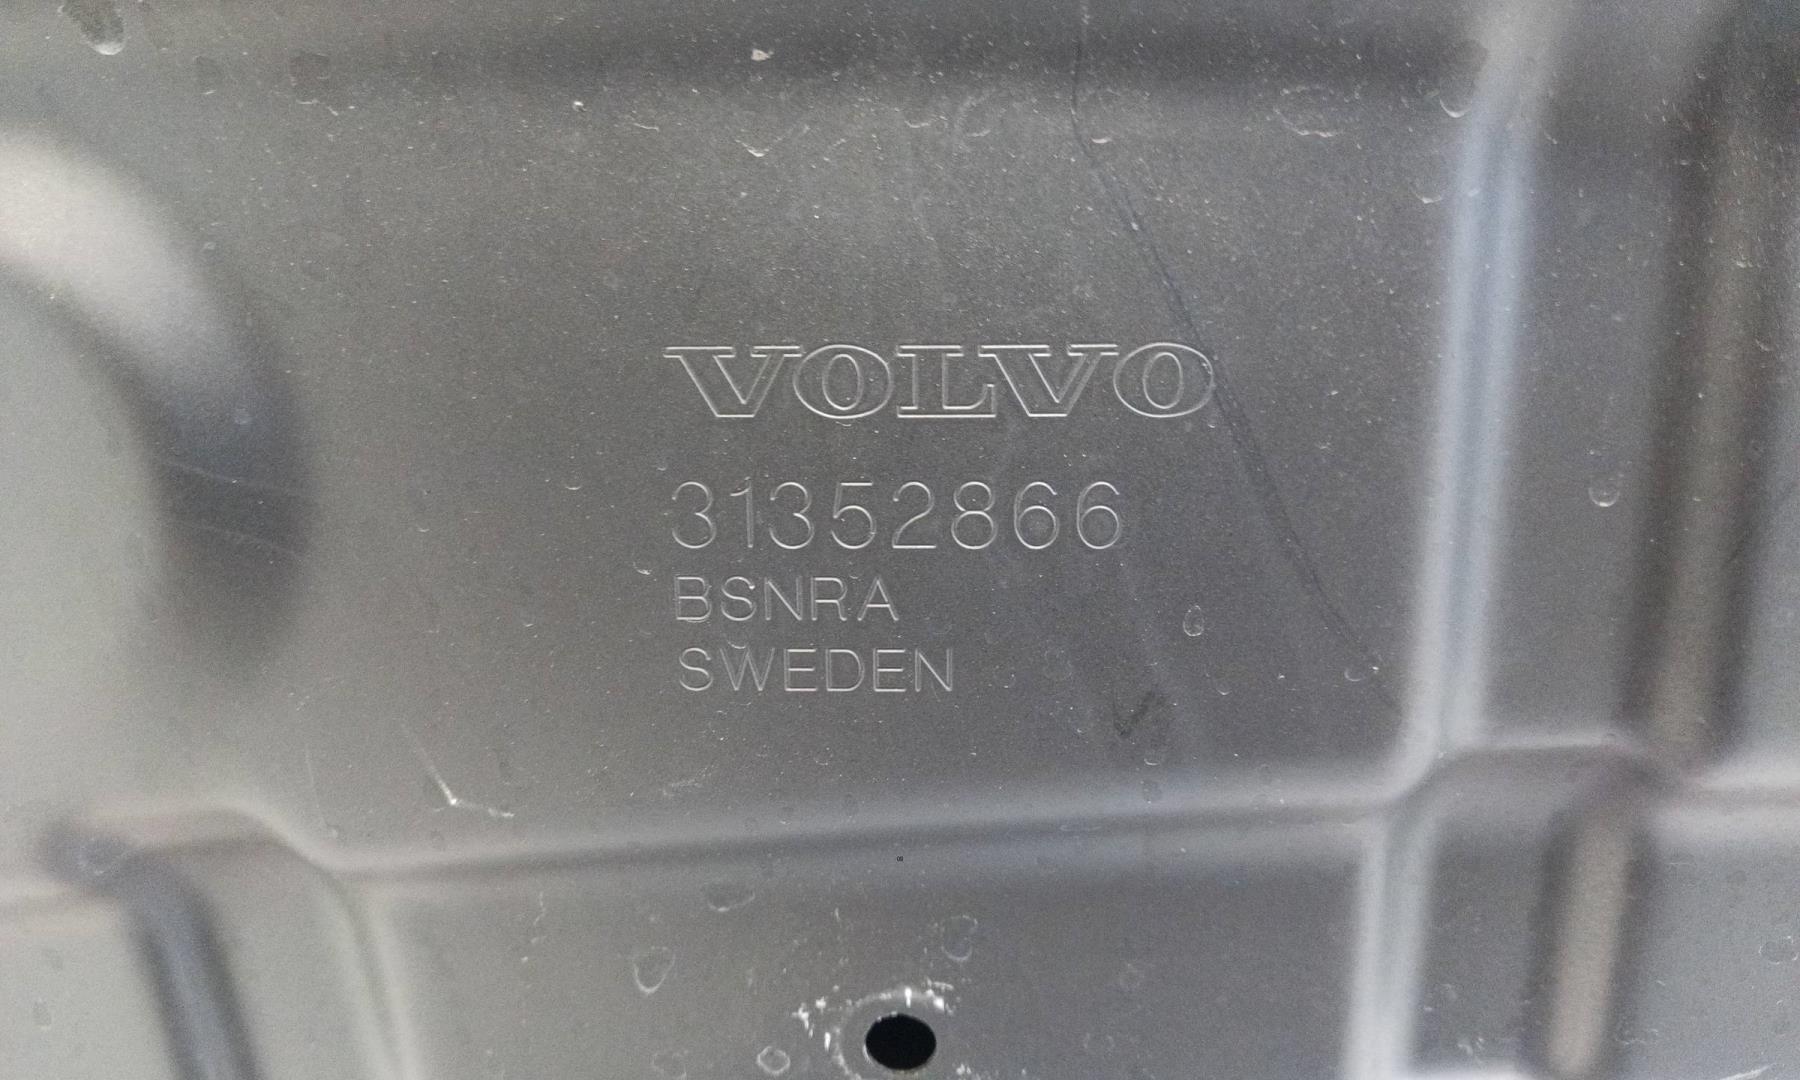 VOLVO
31352866
BSNRA
SWEDEN